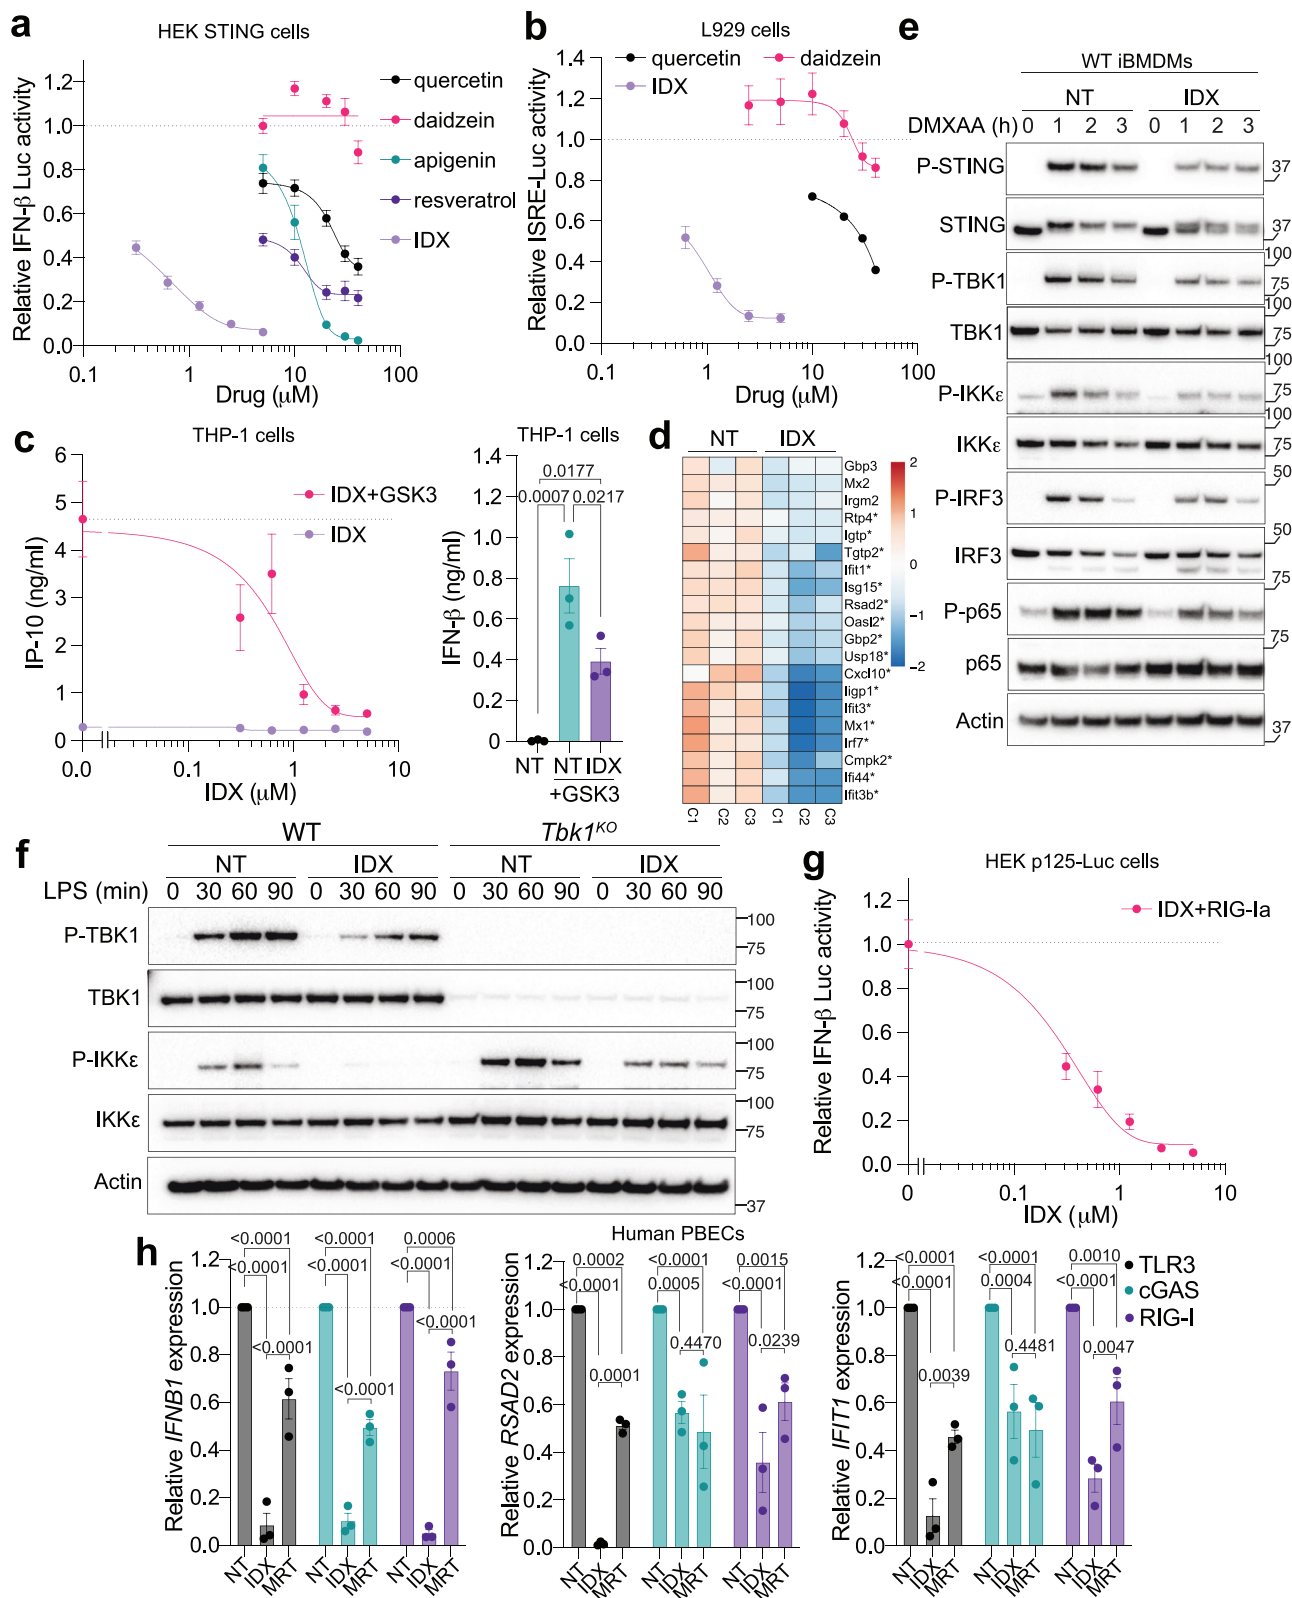 a
HEK STING cells
Relative IFN-β Luc activity
1.2
1.0
0.8
0.6
0.4
0.2
0.0
0.1
1
10
100
Drug (μM)
quercetin
daidzein
apigenin
resveratrol
IDX
b
L929 cells
quercetin
daidzein
IDX
Relative ISRE-Luc activity
1.4
1.2
1.0
0.8
0.6
0.4
0.2
0.0
0.1
1
10
100
Drug (μM)
e
WT iBMDMs
NT IDX
DMXAA (h) 0 1 2 3 0 1 2 3
P-STING
37
STING
37
P-TBK1
100
75
TBK1
100
75
P-IKKε
100
75
IKKε
100
75
P-IRF3
50
IRF3
50
P-p65
75
p65
75
Actin
37
c
THP-1 cells
IP-10 (ng/ml)
6
5
4
3
2
1
0
0.0
0.1
1
10
IDX (μM)
IDX+GSK3
IDX
THP-1 cells
IFN-β (ng/ml)
1.4
1.2
1.0
0.8
0.6
0.4
0.2
0
0.0177
0.0007
0.0217
NT NT IDX
+GSK3
d
NT IDX
Gbp3
Mx2
Irgm2
Rtp4*
Igtp*
Tgtp2*
Ifit1*
Isg15*
Rsad2*
Oasl2*
Gbp2*
Usp18*
Cxcl10*
Iigp1*
Ifit3*
Mx1*
Irf7*
Cmpk2*
Ifi44*
Ifit3b*
C1 C2 C3 C1 C2 C3
2
1
0
−1
−2
f
WT Tbk1KO
NT IDX NT IDX
LPS (min) 0 30 60 90 0 30 60 90 0 30 60 90 0 30 60 90
P-TBK1
100
75
TBK1
100
75
P-IKKε
100
75
IKKε
100
75
Actin
37
g
HEK p125-Luc cells
Relative IFN-β Luc activity
1.2
1.0
0.8
0.6
0.4
0.2
0.0
0
0.1
1
10
IDX (μM)
IDX+RIG-Ia
h
Human PBECs
Relative IFNB1 expression
1.2
1.0
0.8
0.6
0.4
0.2
0.0
<0.0001
<0.0001
<0.0001
<0.0001
<0.0001
<0.0001
0.0006
<0.0001
<0.0001
NT IDX MRT NT IDX MRT NT IDX MRT
Relative RSAD2 expression
1.2
1.0
0.8
0.6
0.4
0.2
0.0
0.0002
<0.0001
0.0001
<0.0001
0.0005
0.4470
0.0015
<0.0001
0.0239
NT IDX MRT NT IDX MRT NT IDX MRT
Relative IFIT1 expression
1.2
1.0
0.8
0.6
0.4
0.2
0.0
<0.0001
<0.0001
0.0039
<0.0001
0.0004
0.4481
0.0010
<0.0001
0.0047
NT IDX MRT NT IDX MRT NT IDX MRT
TLR3
cGAS
RIG-I